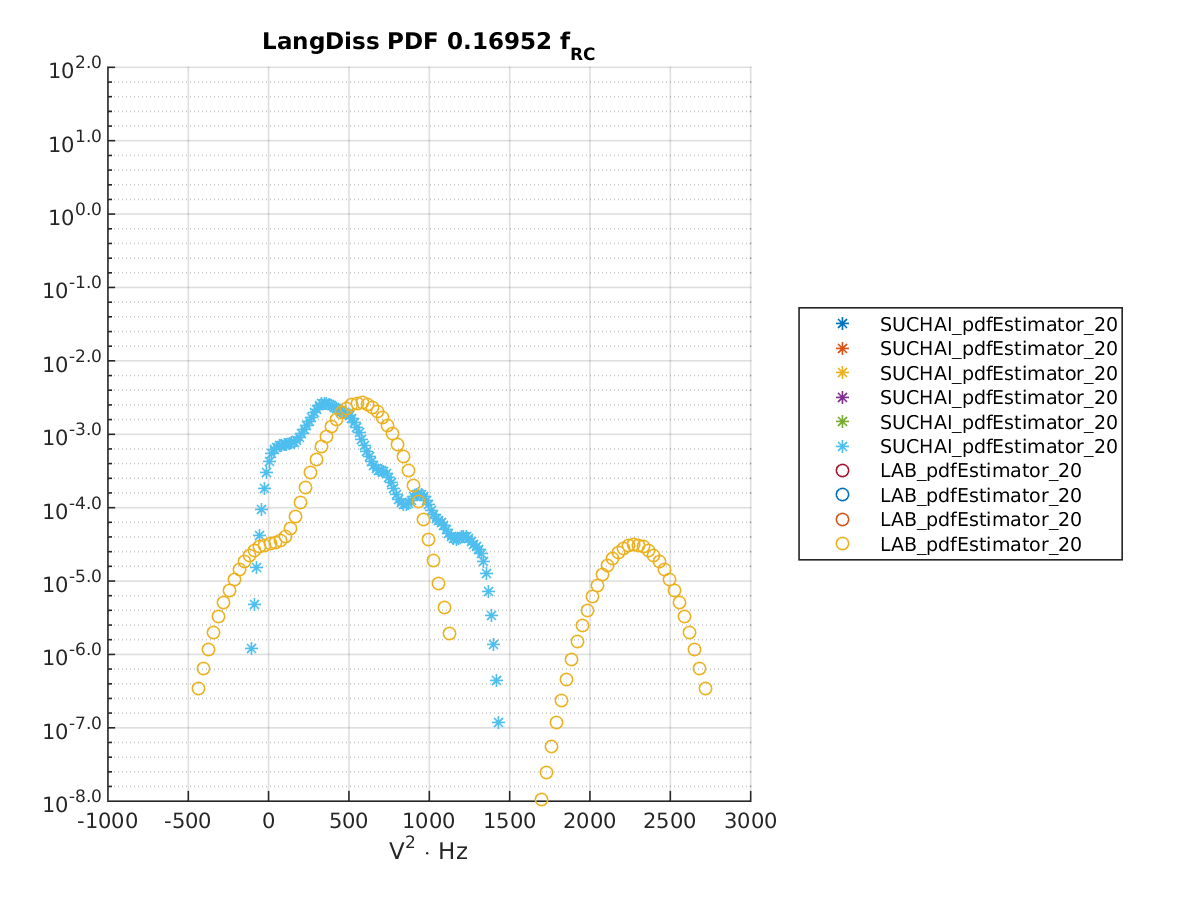 LangDiss PDF 0.16952 f_RC
10^2.0
10^1.0
10^0.0
10^-1.0
10^-2.0
10^-3.0
10^-4.0
10^-5.0
10^-6.0
10^-7.0
10^-8.0
-1000 -500 0 500 1000 1500 2000 2500 3000
V^2 · Hz
SUCHAI_pdfEstimator_20
SUCHAI_pdfEstimator_20
SUCHAI_pdfEstimator_20
SUCHAI_pdfEstimator_20
SUCHAI_pdfEstimator_20
SUCHAI_pdfEstimator_20
LAB_pdfEstimator_20
LAB_pdfEstimator_20
LAB_pdfEstimator_20
LAB_pdfEstimator_20